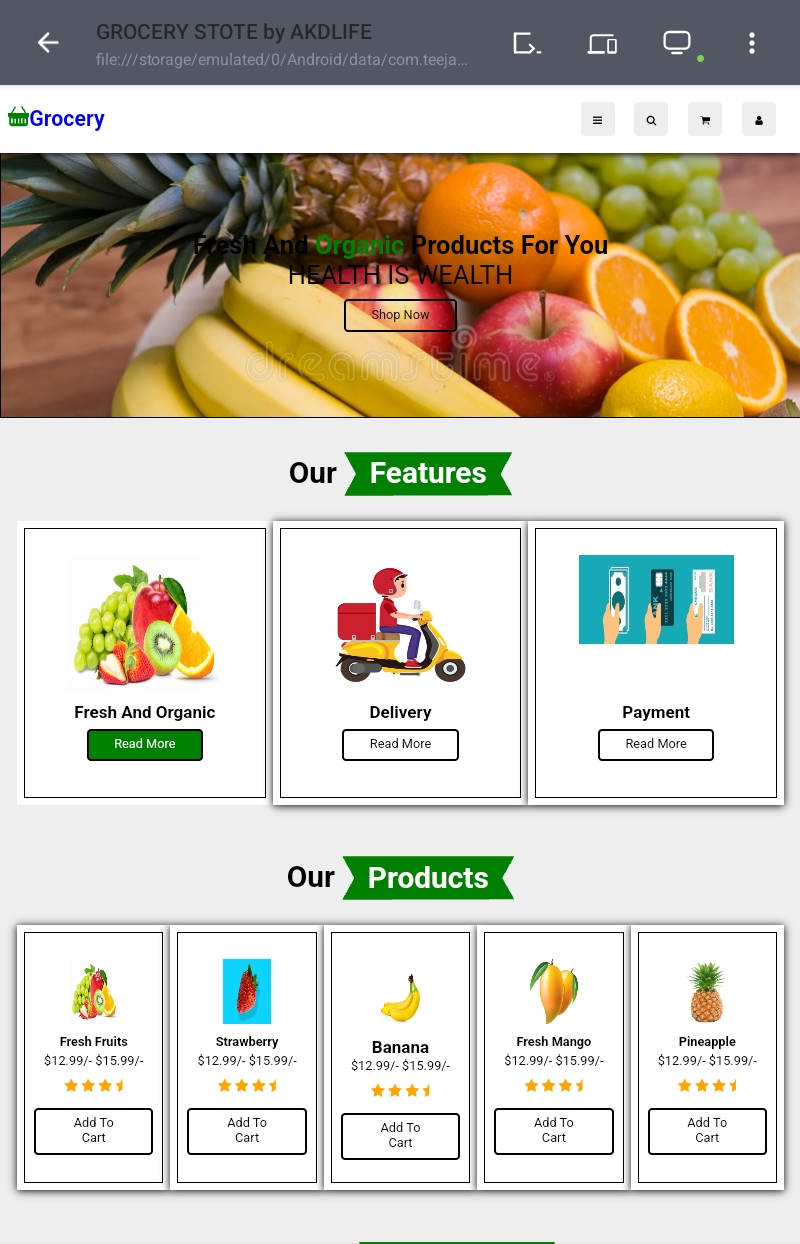 GROCERY STOTE by AKDLIFE
file:///storage/emulated/0/Android/data/com.teeja...
Grocery
Fresh And Organic Products For You
HEALTH IS WEALTH
Shop Now
dreamstime
Our Features
Fresh And Organic
Read More
Delivery
Read More
Payment
Read More
Our Products
Fresh Fruits
$12.99/- $15.99/-
Add To
Cart
Strawberry
$12.99/- $15.99/-
Add To
Cart
Banana
$12.99/- $15.99/-
Add To
Cart
Fresh Mango
$12.99/- $15.99/-
Add To
Cart
Pineapple
$12.99/- $15.99/-
Add To
Cart